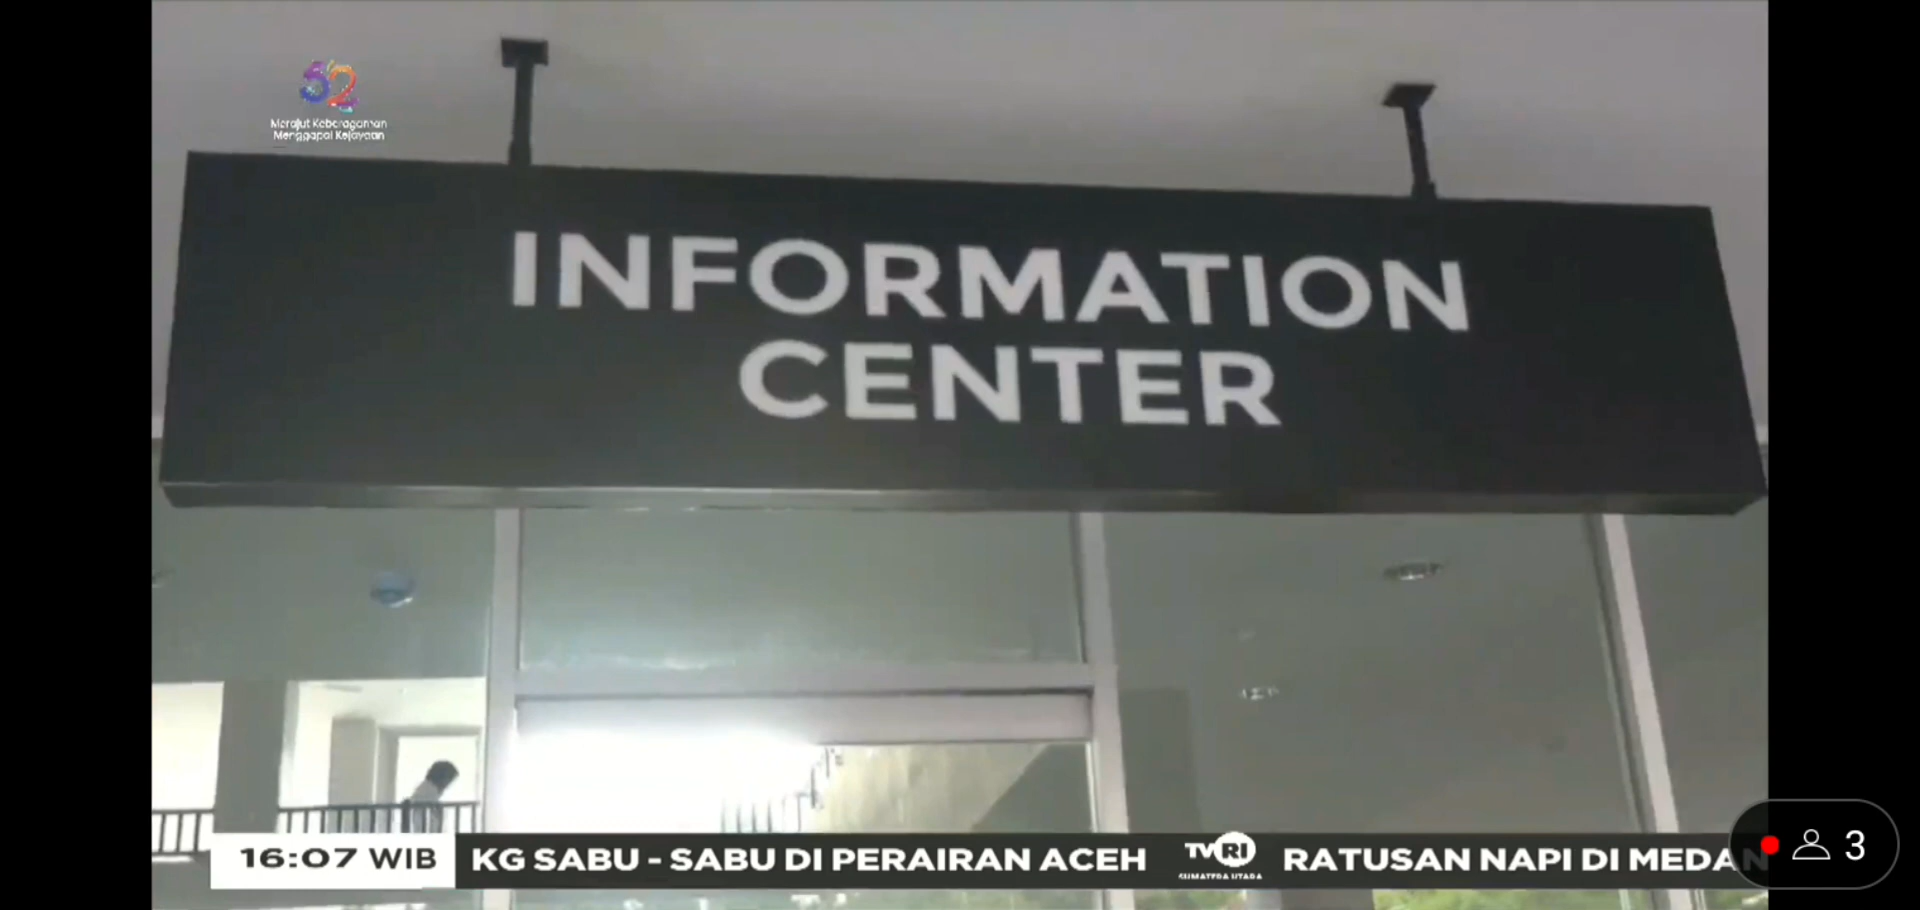 52
Merajut Keberagaman
Menggapai Kejayaan
INFORMATION
CENTER
16:07 WIB
KG SABU - SABU DI PERAIRAN ACEH
TVRI
SUMATERA UTARA
RATUSAN NAPI DI MEDAN
3